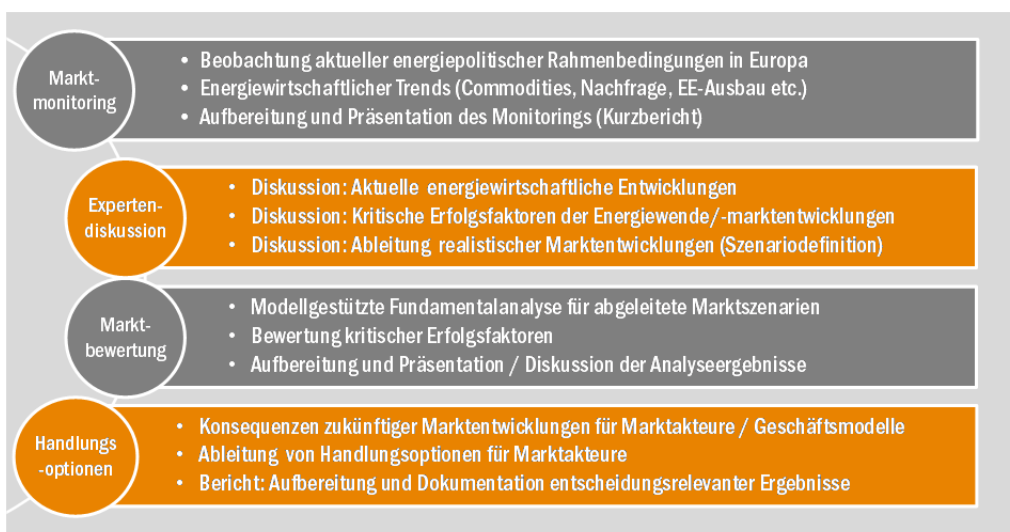 Markt-
monitoring
• Beobachtung aktueller energiepolitischer Rahmenbedingungen in Europa
• Energiewirtschaftlicher Trends (Commodities, Nachfrage, EE-Ausbau etc.)
• Aufbereitung und Präsentation des Monitorings (Kurzbericht)
Experten-
diskussion
• Diskussion: Aktuelle energiewirtschaftliche Entwicklungen
• Diskussion: Kritische Erfolgsfaktoren der Energiewende/-marktentwicklungen
• Diskussion: Ableitung realistischer Marktentwicklungen (Szenariodefinition)
Markt-
bewertung
• Modellgestützte Fundamentalanalyse für abgeleitete Marktszenarien
• Bewertung kritischer Erfolgsfaktoren
• Aufbereitung und Präsentation / Diskussion der Analyseergebnisse
Handlungs
-optionen
• Konsequenzen zukünftiger Marktentwicklungen für Marktakteure / Geschäftsmodelle
• Ableitung von Handlungsoptionen für Marktakteure
• Bericht: Aufbereitung und Dokumentation entscheidungsrelevanter Ergebnisse